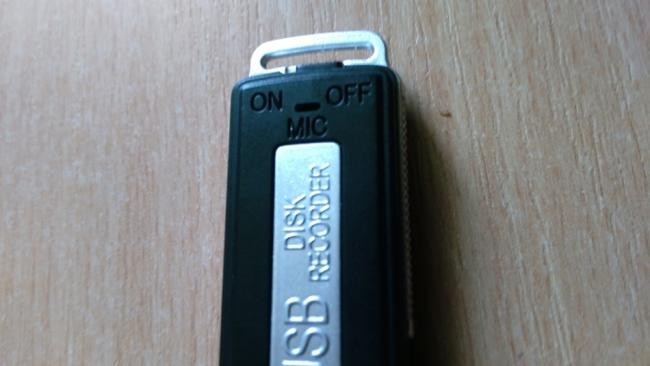 ON OFF
MIC
USB
DISK
RECORDER